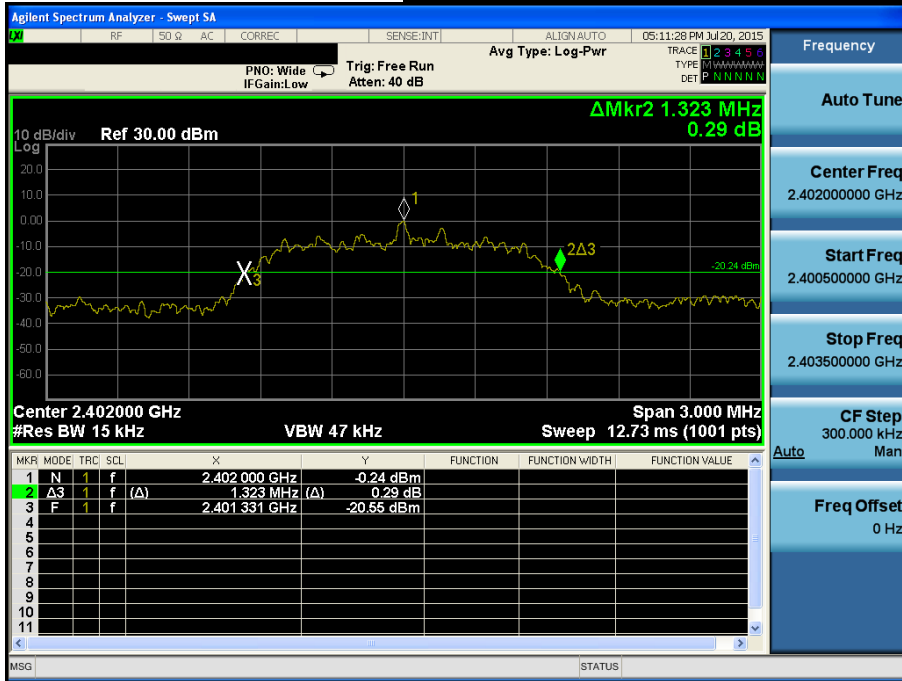 Agilent Spectrum Analyzer - Swept SA
LXI RF 50 Ω AC CORREC SENSE:INT ALIGN AUTO 05:11:28 PM Jul 20, 2015
Frequency
Avg Type: Log-Pwr TRACE 1 2 3 4 5 6
PNO: Wide Trig: Free Run TYPE M WWWWW
IFGain:Low Atten: 40 dB DET P N N N N N
Auto Tune
ΔMkr2 1.323 MHz
10 dB/div Ref 30.00 dBm 0.29 dB
Log
20.0
10.0
1
0.00
-10.0
2Δ3
-20.0
-20.24 dBm
3
-30.0
-40.0
-50.0
-60.0
Center 2.402000 GHz Span 3.000 MHz
#Res BW 15 kHz VBW 47 kHz Sweep 12.73 ms (1001 pts)
MKR MODE TRC SCL X Y FUNCTION FUNCTION WIDTH FUNCTION VALUE
1 N 1 f 2.402 000 GHz -0.24 dBm
2 Δ3 1 f (Δ) 1.323 MHz (Δ) 0.29 dB
3 F 1 f 2.401 331 GHz -20.55 dBm
4
5
6
7
8
9
10
11
Center Freq
2.402000000 GHz
Start Freq
2.400500000 GHz
Stop Freq
2.403500000 GHz
CF Step
300.000 kHz
Auto Man
Freq Offset
0 Hz
MSG STATUS